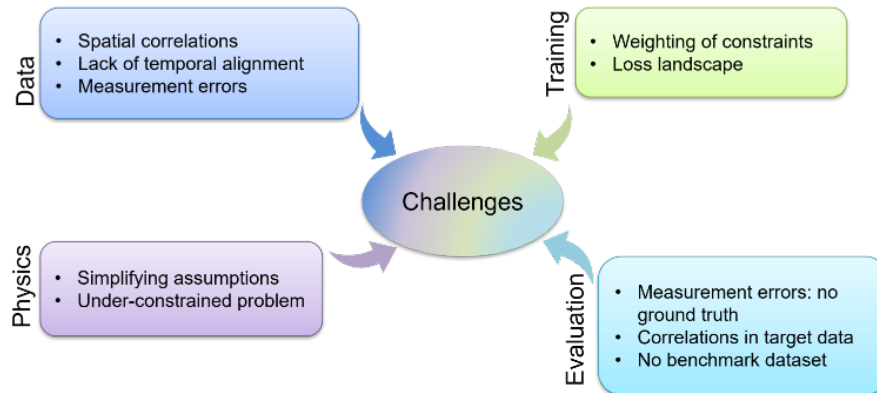 Data
• Spatial correlations
• Lack of temporal alignment
• Measurement errors
Training
• Weighting of constraints
• Loss landscape
Challenges
Physics
• Simplifying assumptions
• Under-constrained problem
Evaluation
• Measurement errors: no
ground truth
• Correlations in target data
• No benchmark dataset